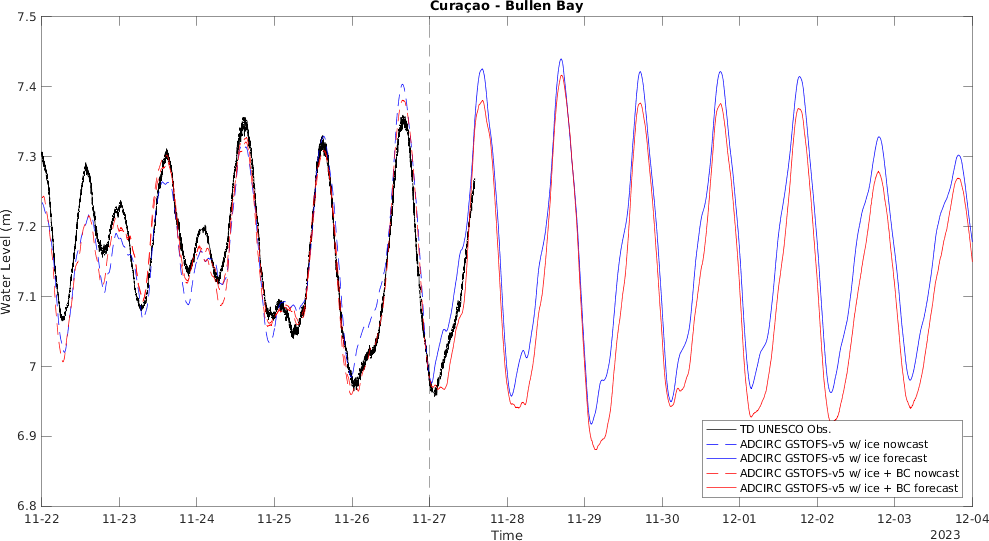 Curaçao - Bullen Bay
7.5
7.4
7.3
7.2
7.1
7
6.9
6.8
Water Level (m)
TD UNESCO Obs.
ADCIRC GSTOFS-v5 w/ ice nowcast
ADCIRC GSTOFS-v5 w/ ice forecast
ADCIRC GSTOFS-v5 w/ ice + BC nowcast
ADCIRC GSTOFS-v5 w/ ice + BC forecast
11-22 11-23 11-24 11-25 11-26 11-27 11-28 11-29 11-30 12-01 12-02 12-03 12-04
Time
2023